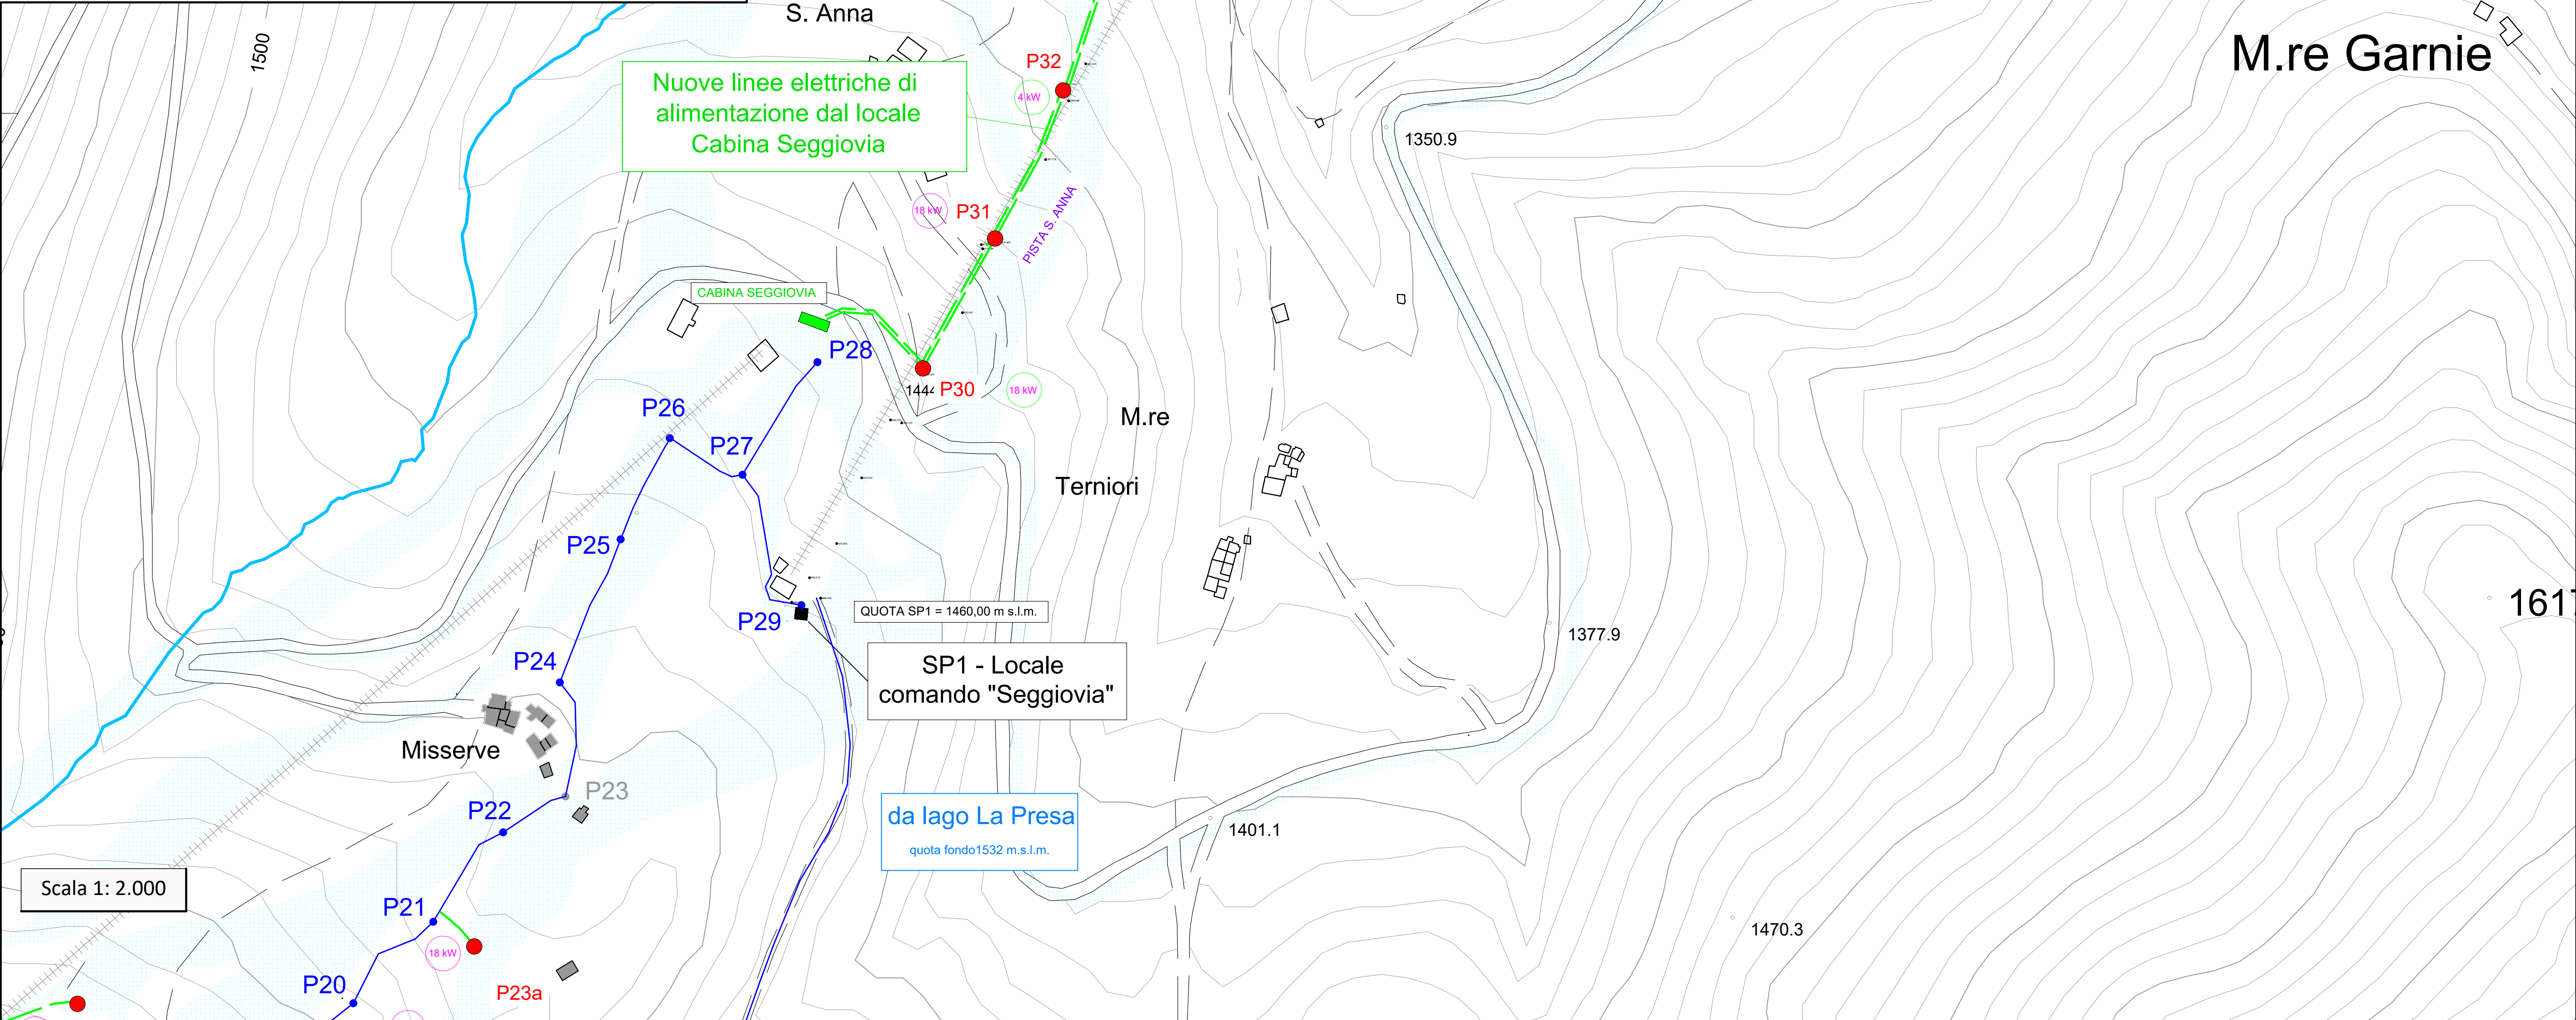 S. Anna
1500
M.re Garnie
P32
Nuove linee elettriche di
alimentazione dal locale
Cabina Seggiovia
4 kW
1350.9
18 kW
P31
PISTA S. ANNA
CABINA SEGGIOVIA
P28
P30
18 kW
P26
M.re
P27
Terniori
P25
QUOTA SP1 = 1460,00 m s.l.m.
P29
1377.9
SP1 - Locale
comando "Seggiovia"
P24
Misserve
P23
P22
da lago La Presa
quota fondo1532 m.s.l.m.
1401.1
Scala 1: 2.000
P21
1470.3
18 kW
P20
P23a